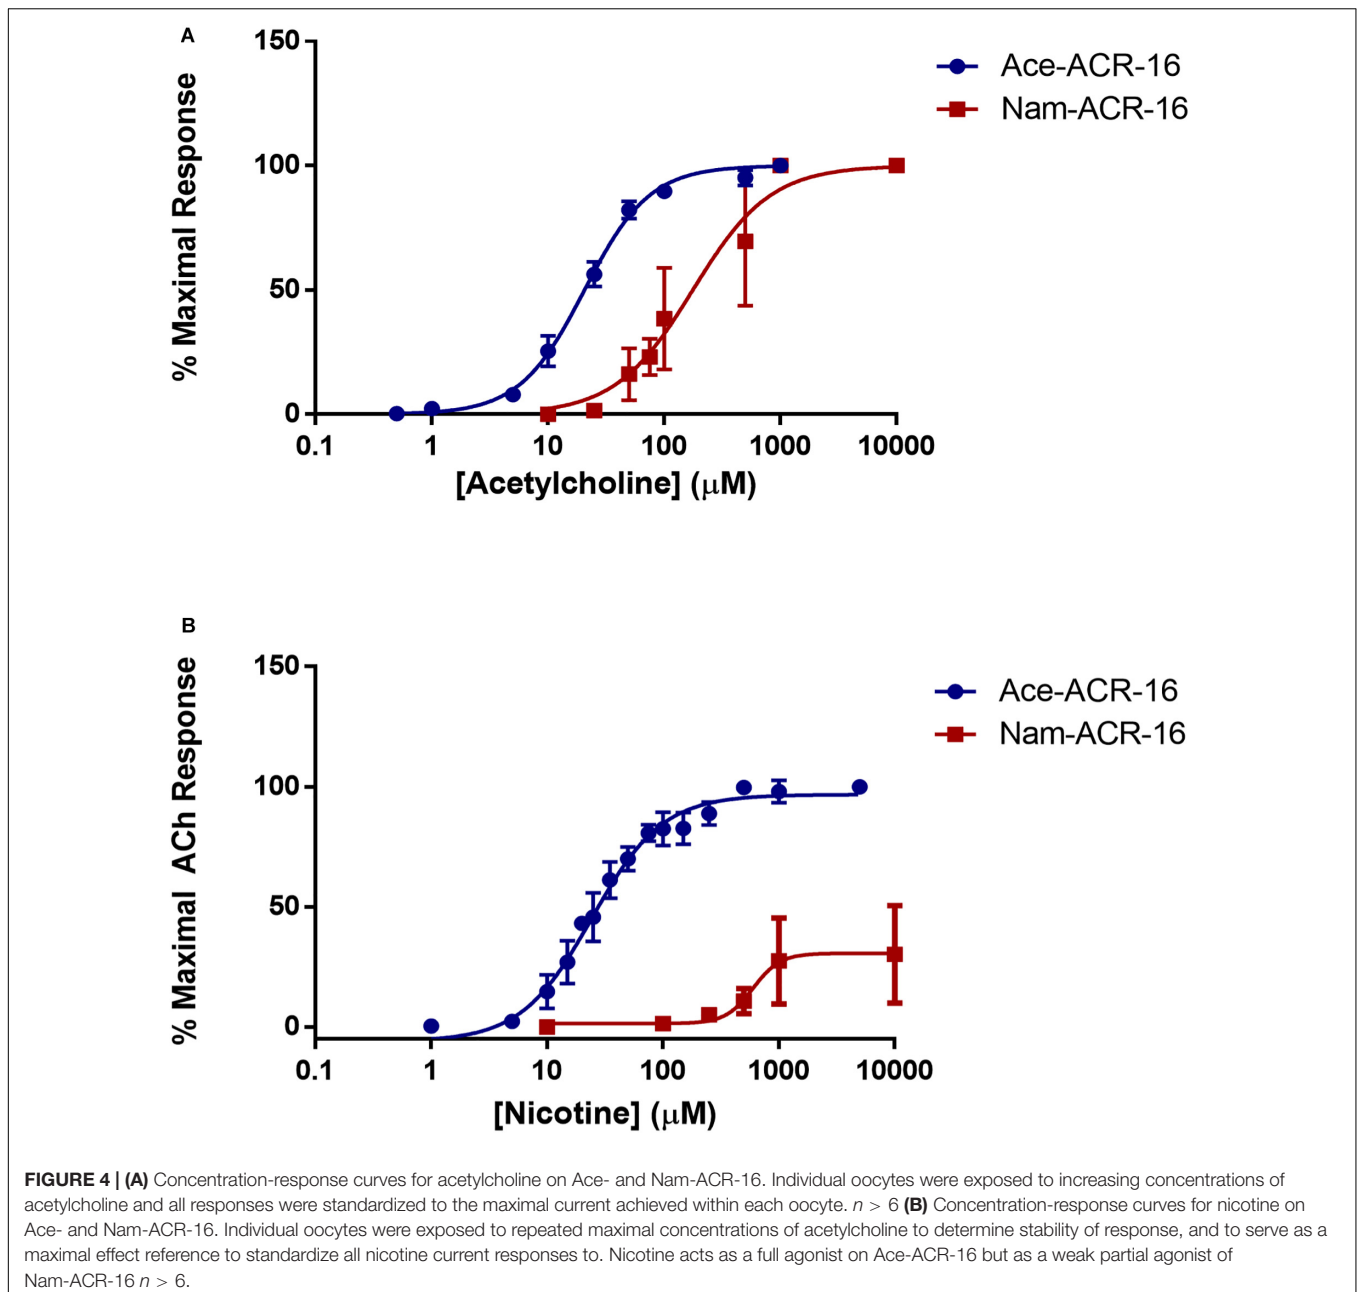 A
150
100
50
0
% Maximal Response
0.1 1 10 100 1000 10000
[Acetylcholine] (μM)
Ace-ACR-16
Nam-ACR-16
B
150
100
50
0
% Maximal ACh Response
0.1 1 10 100 1000 10000
[Nicotine] (μM)
Ace-ACR-16
Nam-ACR-16
FIGURE 4 | (A) Concentration-response curves for acetylcholine on Ace- and Nam-ACR-16. Individual oocytes were exposed to increasing concentrations of
acetylcholine and all responses were standardized to the maximal current achieved within each oocyte. n > 6 (B) Concentration-response curves for nicotine on
Ace- and Nam-ACR-16. Individual oocytes were exposed to repeated maximal concentrations of acetylcholine to determine stability of response, and to serve as a
maximal effect reference to standardize all nicotine current responses to. Nicotine acts as a full agonist on Ace-ACR-16 but as a weak partial agonist of
Nam-ACR-16 n > 6.